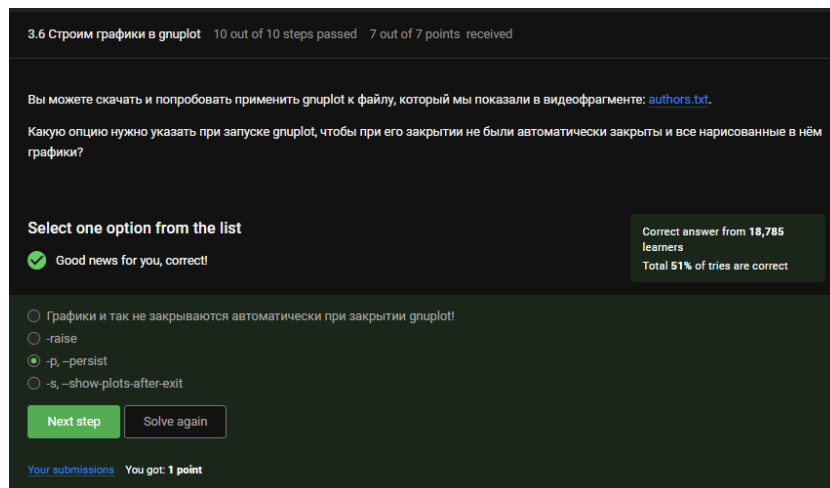 3.6 Строим графики в gnuplot 10 out of 10 steps passed 7 out of 7 points received
Вы можете скачать и попробовать применить gnuplot к файлу, который мы показали в видеофрагменте: authors.txt.
Какую опцию нужно указать при запуске gnuplot, чтобы при его закрытии не были автоматически закрыты и все нарисованные в нём
графики?
Select one option from the list
Good news for you, correct!
Correct answer from 18,785
learners
Total 51% of tries are correct
Графики и так не закрываются автоматически при закрытии gnuplot!
-raise
-p, –persist
-s, –show-plots-after-exit
Next step Solve again
Your submissions You got: 1 point